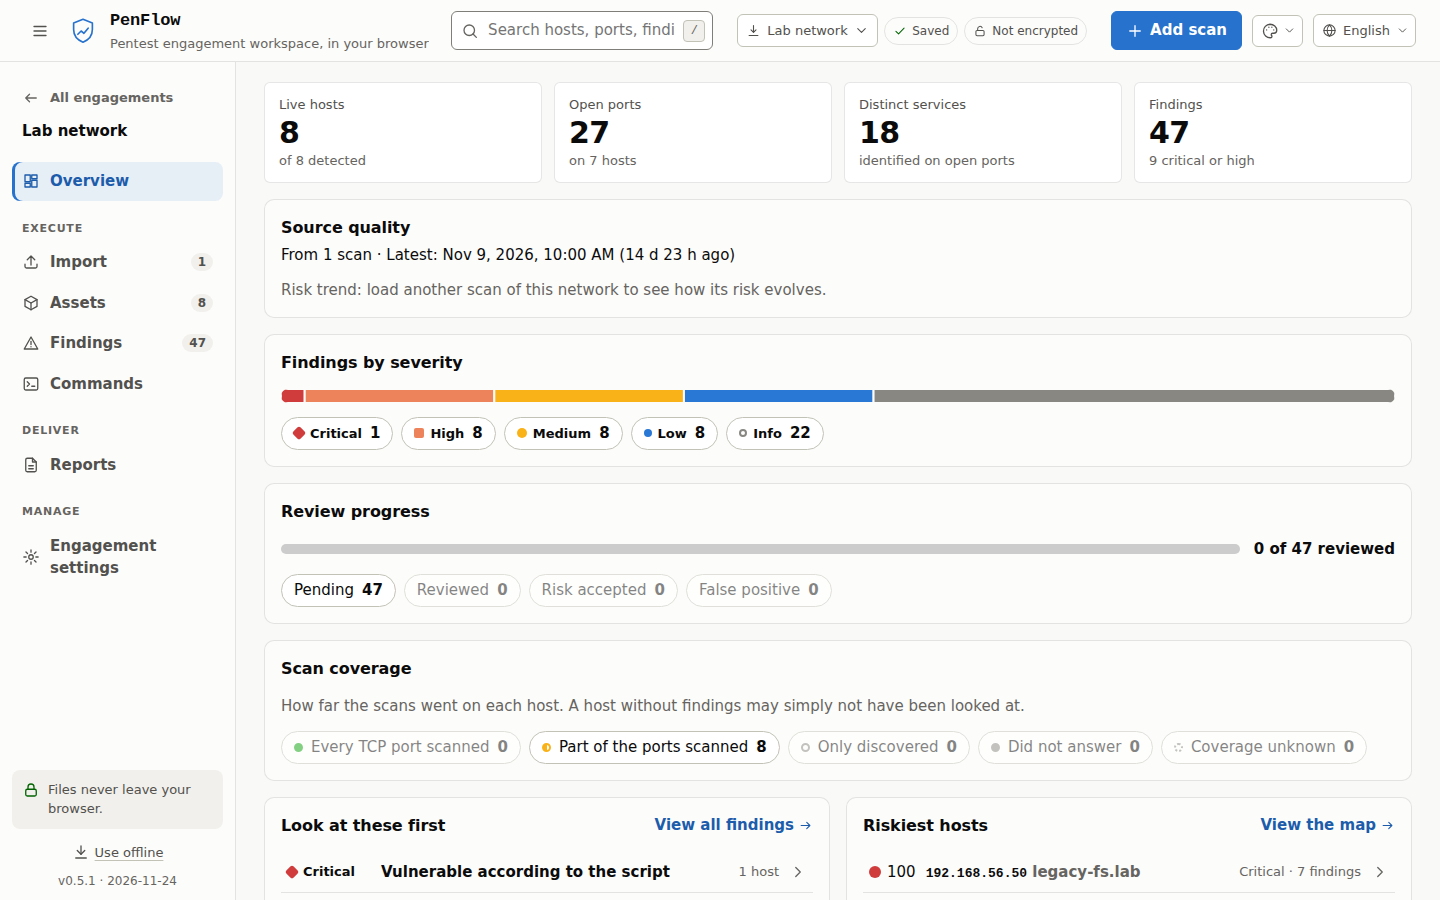 PenFlow
Pentest engagement workspace, in your browser
Search hosts, ports, findi
/
Lab network
Saved
Not encrypted
Add scan
English
All engagements
Lab network
Overview
EXECUTE
Import 1
Assets 8
Findings 47
Commands
DELIVER
Reports
MANAGE
Engagement
settings
Files never leave your
browser.
Use offline
v0.5.1 · 2026-11-24
Live hosts
8
of 8 detected
Open ports
27
on 7 hosts
Distinct services
18
identified on open ports
Findings
47
9 critical or high
Source quality
From 1 scan · Latest: Nov 9, 2026, 10:00 AM (14 d 23 h ago)
Risk trend: load another scan of this network to see how its risk evolves.
Findings by severity
Critical 1 High 8 Medium 8 Low 8 Info 22
Review progress
0 of 47 reviewed
Pending 47 Reviewed 0 Risk accepted 0 False positive 0
Scan coverage
How far the scans went on each host. A host without findings may simply not have been looked at.
Every TCP port scanned 0 Part of the ports scanned 8 Only discovered 0 Did not answer 0 Coverage unknown 0
Look at these first
View all findings
Critical Vulnerable according to the script 1 host
Riskiest hosts
View the map
100 192.168.56.50 legacy-fs.lab Critical · 7 findings